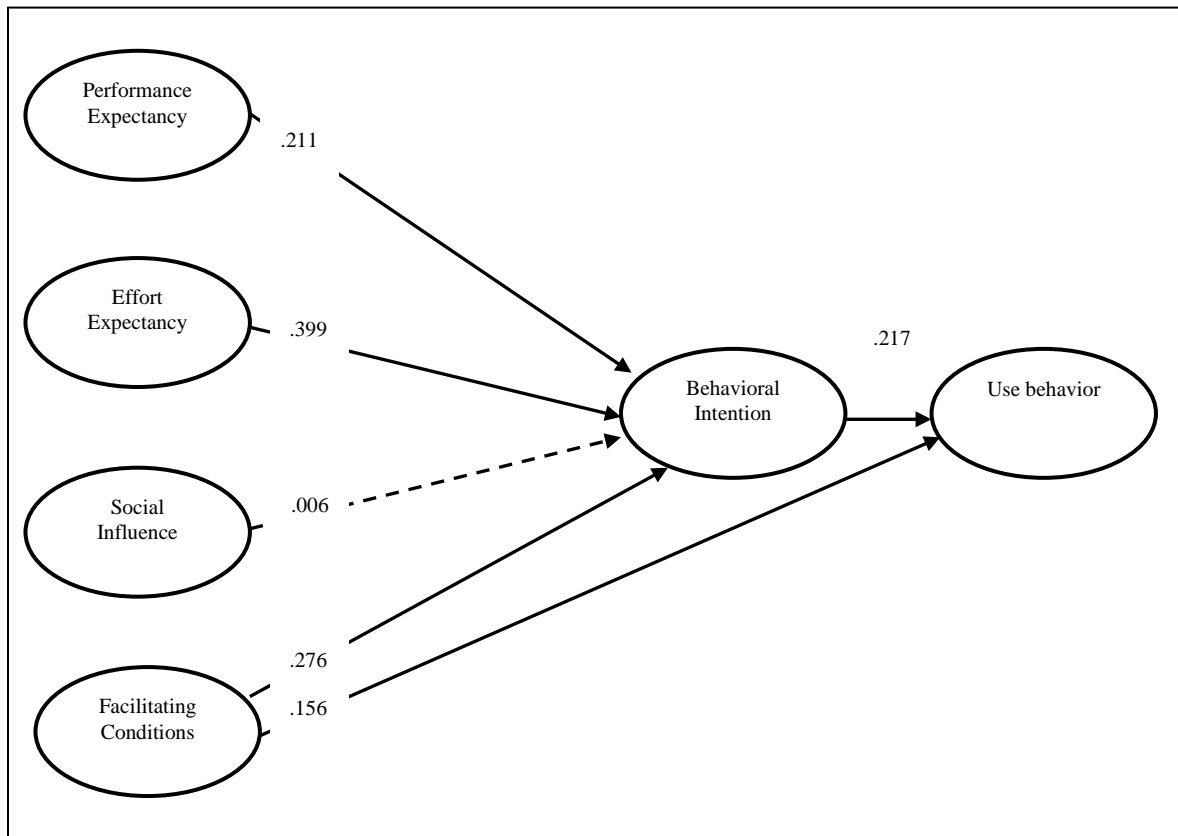 Performance
Expectancy
.211
Effort
Expectancy
.399
.217
Behavioral
Intention
Use behavior
Social
Influence
.006
.276
Facilitating
Conditions
.156